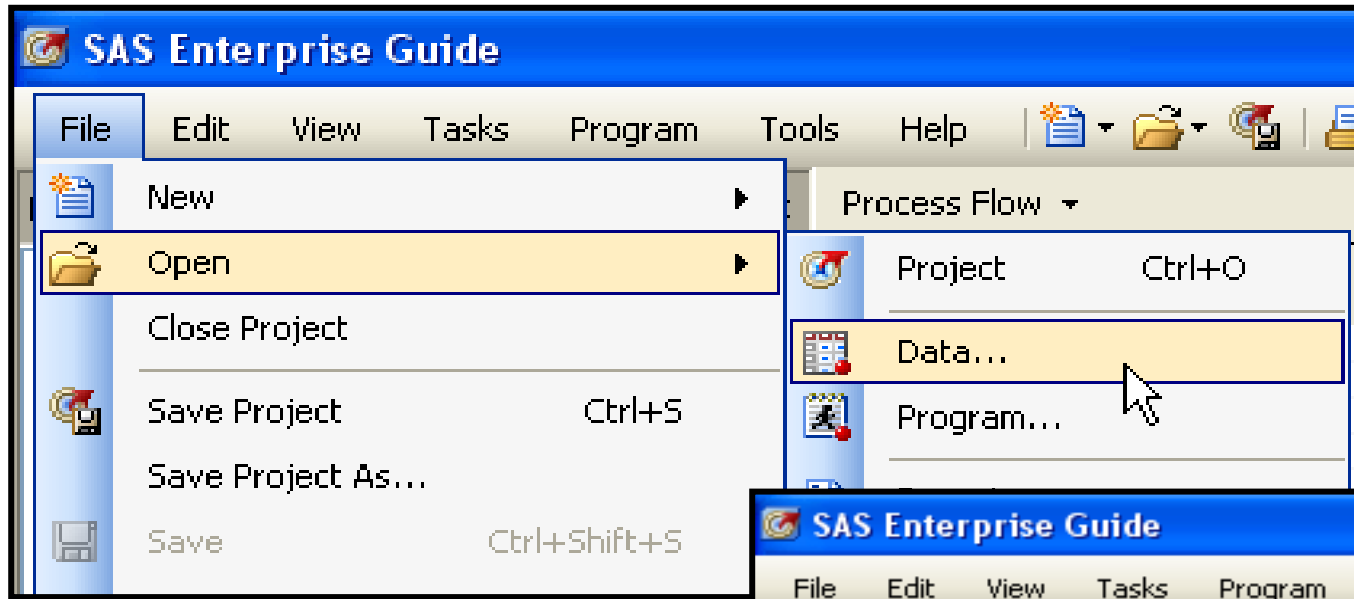 SAS Enterprise Guide
File Edit View Tasks Program Tools Help
Process Flow
New
Open
Close Project
Save Project Ctrl+S
Save Project As...
Save Ctrl+Shift+S
Project Ctrl+O
Data...
Program...
SAS Enterprise Guide
File Edit View Tasks Program